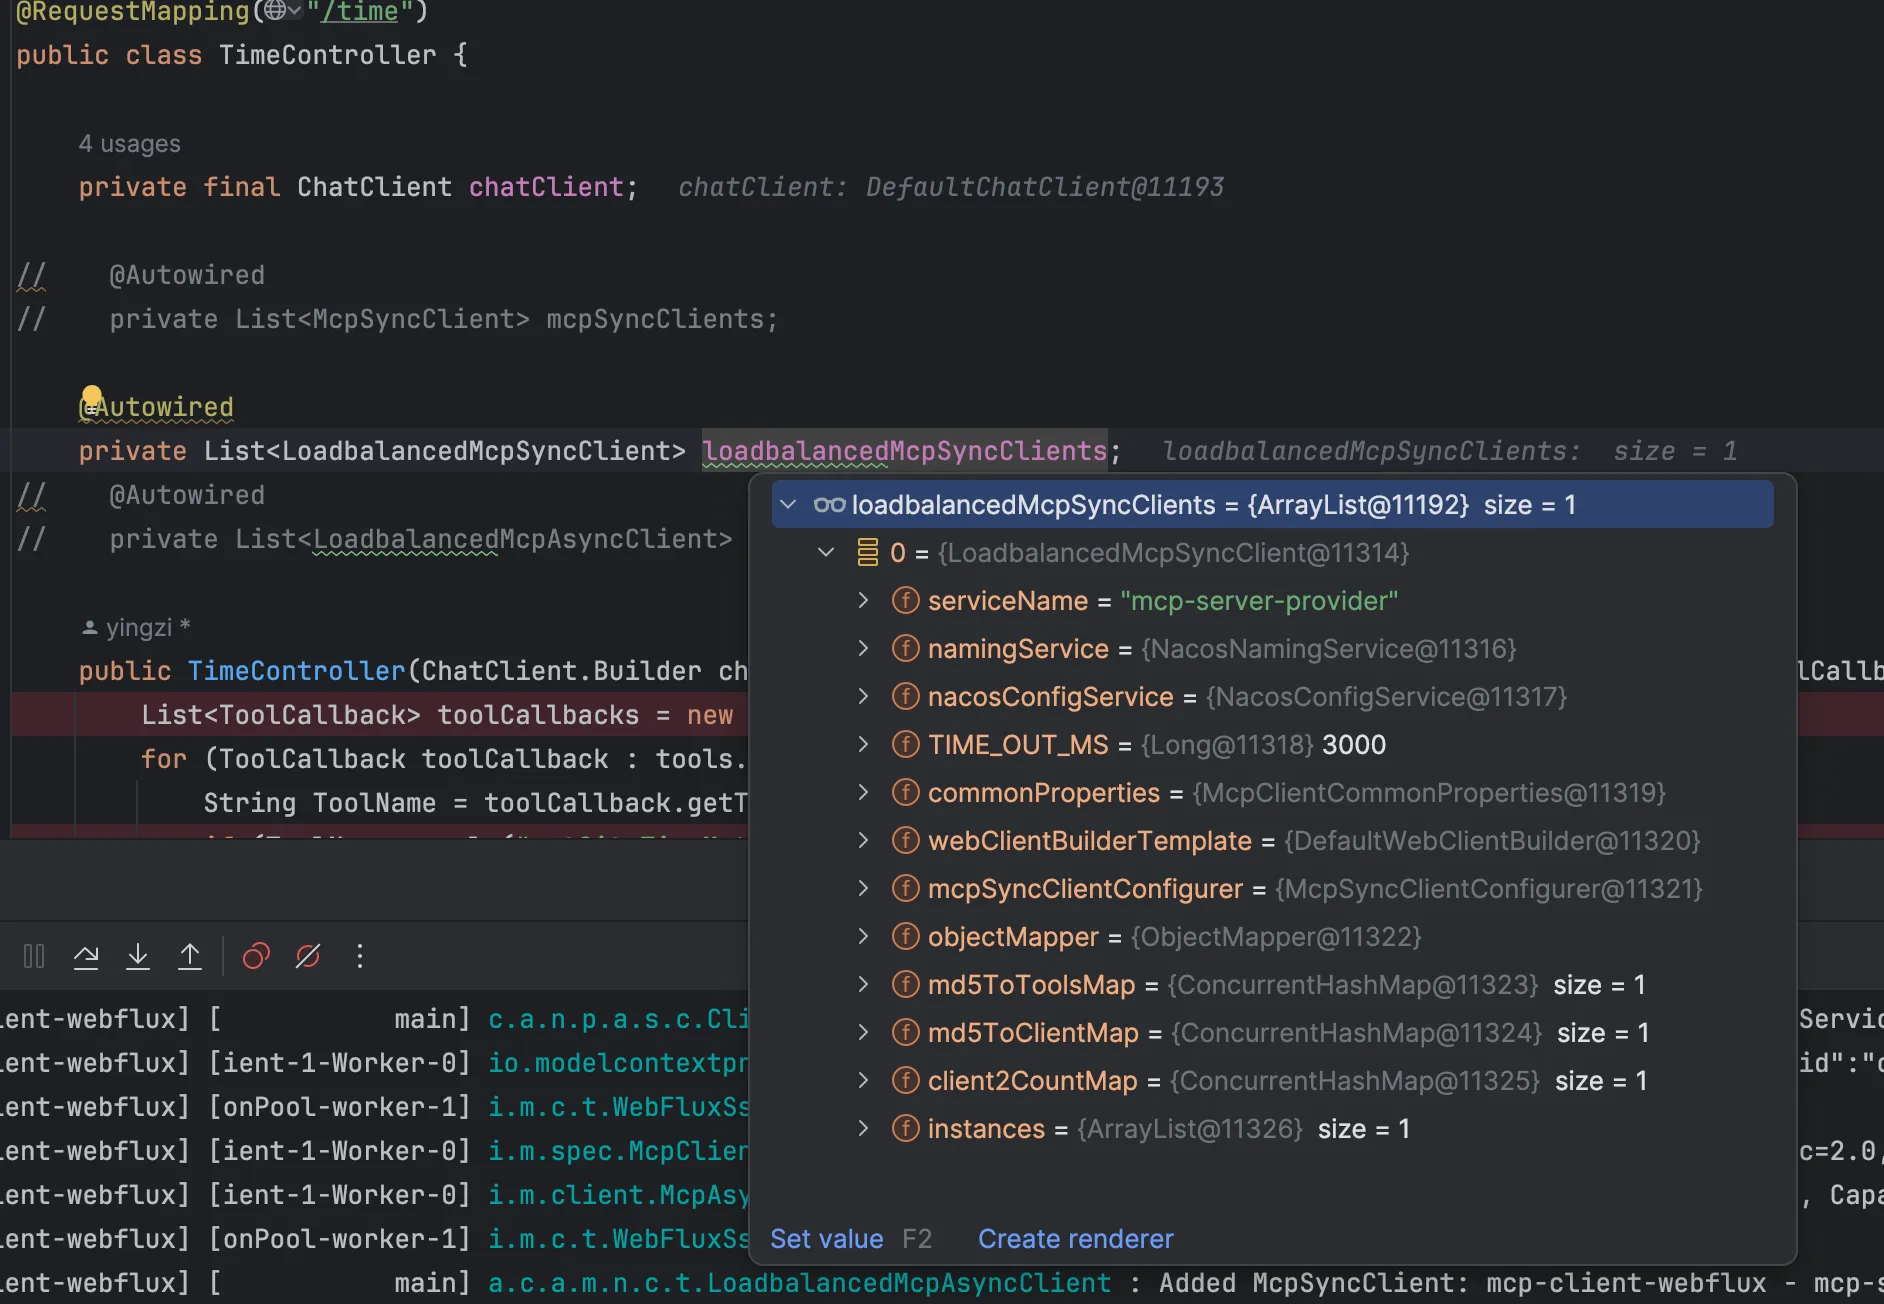 @RequestMapping("/time")
public class TimeController {
4 usages
private final ChatClient chatClient;   chatClient: DefaultChatClient@11193
//    @Autowired
//    private List<McpSyncClient> mcpSyncClients;
@Autowired
private List<LoadbalancedMcpSyncClient> loadbalancedMcpSyncClients;   loadbalancedMcpSyncClients:  size = 1
//    @Autowired
//    private List<LoadbalancedMcpAsyncClient>
yingzi *
public TimeController(ChatClient.Builder ch
lCallb
List<ToolCallback> toolCallbacks = new
for (ToolCallback toolCallback : tools.
String ToolName = toolCallback.getT
loadbalancedMcpSyncClients = {ArrayList@11192} size = 1
0 = {LoadbalancedMcpSyncClient@11314}
f serviceName = "mcp-server-provider"
f namingService = {NacosNamingService@11316}
f nacosConfigService = {NacosConfigService@11317}
f TIME_OUT_MS = {Long@11318} 3000
f commonProperties = {McpClientCommonProperties@11319}
f webClientBuilderTemplate = {DefaultWebClientBuilder@11320}
f mcpSyncClientConfigurer = {McpSyncClientConfigurer@11321}
f objectMapper = {ObjectMapper@11322}
f md5ToToolsMap = {ConcurrentHashMap@11323} size = 1
f md5ToClientMap = {ConcurrentHashMap@11324} size = 1
f client2CountMap = {ConcurrentHashMap@11325} size = 1
f instances = {ArrayList@11326} size = 1
Set value F2 Create renderer
ent-webflux] [           main] c.a.n.p.a.s.c.Cli
Servic
ent-webflux] [ient-1-Worker-0] io.modelcontextpr
id":"c
ent-webflux] [onPool-worker-1] i.m.c.t.WebFluxSs
ent-webflux] [ient-1-Worker-0] i.m.spec.McpClien
c=2.0,
ent-webflux] [ient-1-Worker-0] i.m.client.McpAsy
, Capa
ent-webflux] [onPool-worker-1] i.m.c.t.WebFluxSs
ent-webflux] [           main] a.c.a.m.n.c.t.LoadbalancedMcpAsyncClient : Added McpSyncClient: mcp-client-webflux - mcp-s